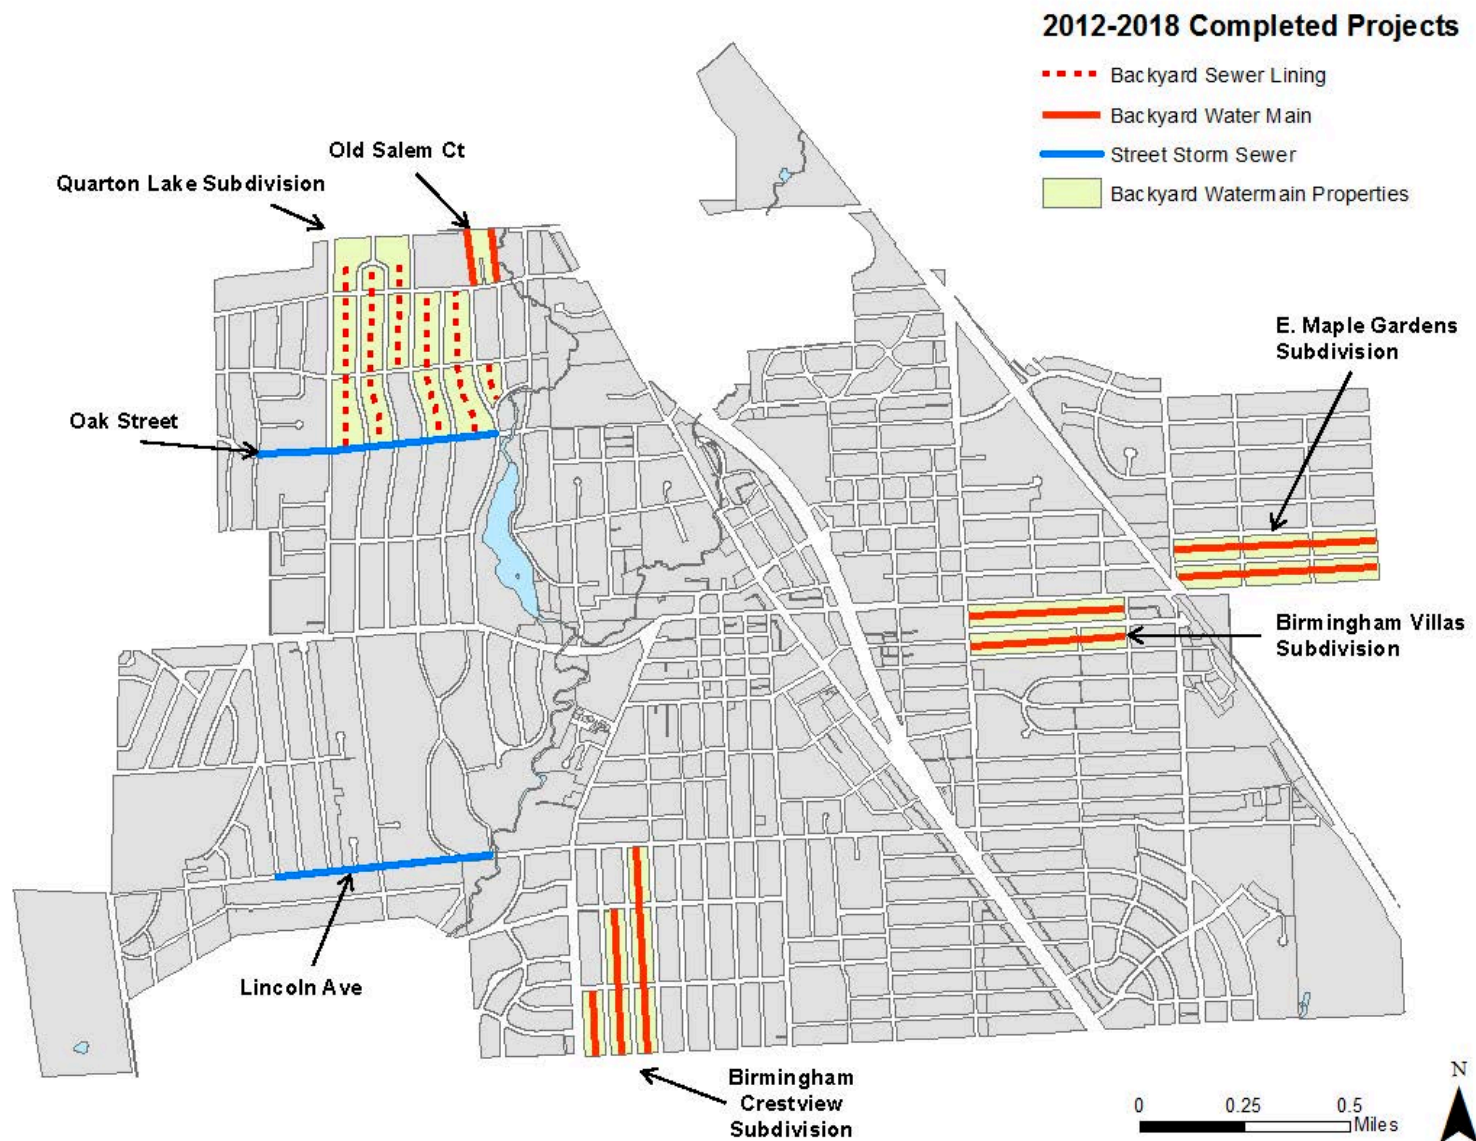 2012-2018 Completed Projects
Backyard Sewer Lining
Backyard Water Main
Street Storm Sewer
Backyard Watermain Properties
Old Salem Ct
Quarton Lake Subdivision
E. Maple Gardens
Subdivision
Oak Street
Birmingham Villas
Subdivision
Lincoln Ave
Birmingham
Crestview
Subdivision
N
0 0.25 0.5
Miles